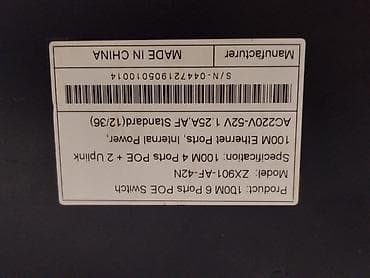 Product: 100M 6 Ports POE Switch
Model: ZX901-AF-42N
Specification: 100M 4 Ports POE + 2 Uplink
100M Ethernet Ports, Internal Power,
AC220V-52V 1.25A,AF Standard(12/36)
S/N-044721905010014
Manufacturer MADE IN CHINA